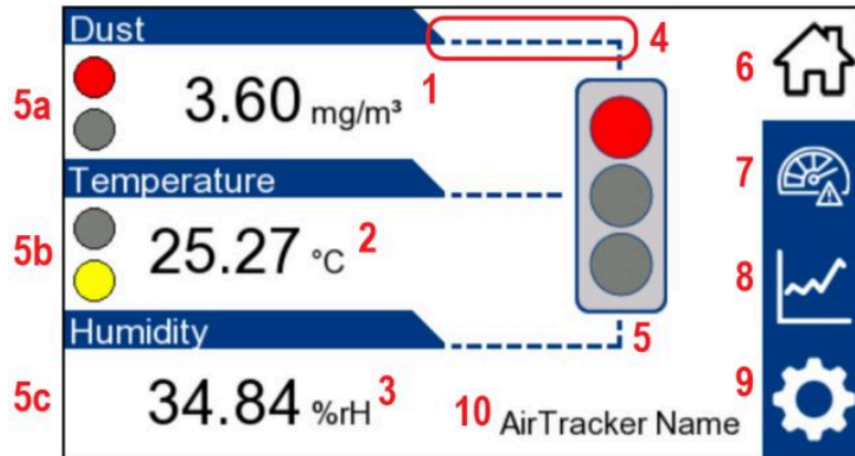 Dust
4
6
5a
3.60 mg/m³
1
Temperature
7
5b
25.27 °C
2
8
Humidity
5
5c
34.84 %rH
3
10
AirTracker Name
9